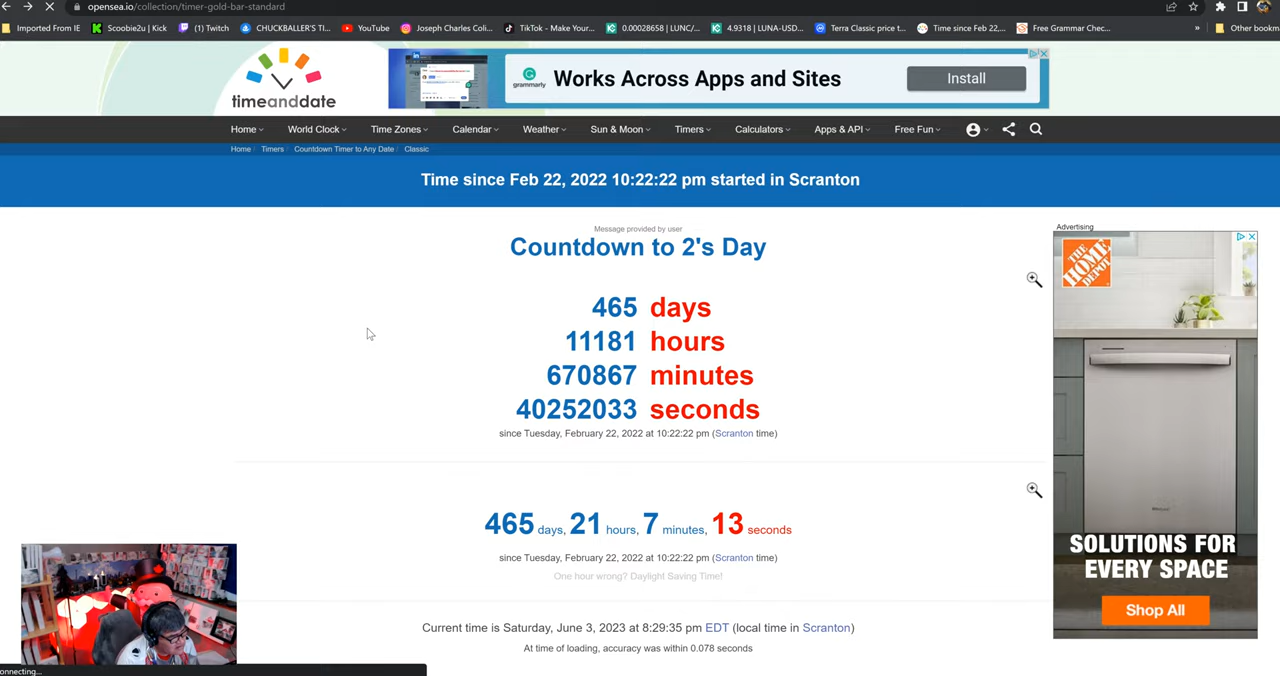 opensea.io/collection/timer-gold-bar-standard
Imported From IE
Scoobie2u | Kick
(1) Twitch
CHUCKBALLER'S TI...
YouTube
Joseph Charles Coli...
TikTok - Make Your...
0.00028658 | LUNC/...
4.9318 | LUNA-USD...
Terra Classic price t...
Time since Feb 22,...
Free Grammar Chec...
»
Other bookm
timeanddate
grammarly
Works Across Apps and Sites
Install
Home
World Clock
Time Zones
Calendar
Weather
Sun & Moon
Timers
Calculators
Apps & API
Free Fun
Home / Timers / Countdown Timer to Any Date / Classic
Time since Feb 22, 2022 10:22:22 pm started in Scranton
Message provided by user
Countdown to 2's Day
465 days
11181 hours
670867 minutes
40252033 seconds
since Tuesday, February 22, 2022 at 10:22:22 pm (Scranton time)
465 days, 21 hours, 7 minutes, 13 seconds
since Tuesday, February 22, 2022 at 10:22:22 pm (Scranton time)
One hour wrong? Daylight Saving Time!
Current time is Saturday, June 3, 2023 at 8:29:35 pm EDT (local time in Scranton)
At time of loading, accuracy was within 0.078 seconds
Advertising
THE HOME DEPOT
SOLUTIONS FOR
EVERY SPACE
Shop All
onnecting...